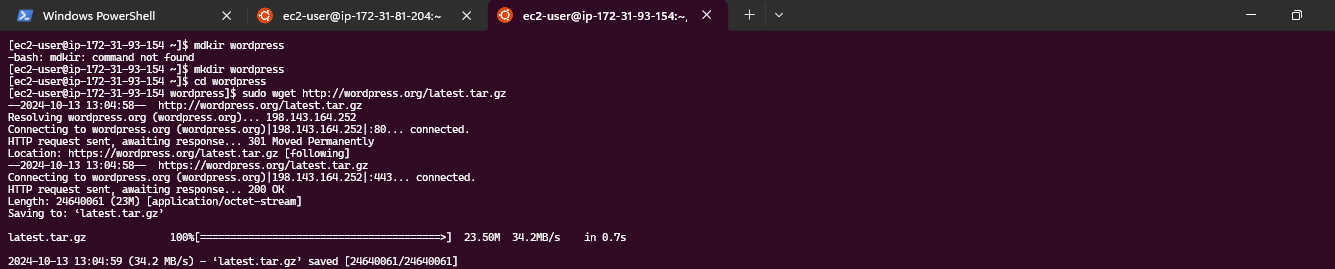 Windows PowerShell
ec2-user@ip-172-31-81-204:~
ec2-user@ip-172-31-93-154:~,
[ec2-user@ip-172-31-93-154 ~]$ mdkir wordpress
-bash: mdkir: command not found
[ec2-user@ip-172-31-93-154 ~]$ mkdir wordpress
[ec2-user@ip-172-31-93-154 ~]$ cd wordpress
[ec2-user@ip-172-31-93-154 wordpress]$ sudo wget http://wordpress.org/latest.tar.gz
--2024-10-13 13:04:58--  http://wordpress.org/latest.tar.gz
Resolving wordpress.org (wordpress.org)... 198.143.164.252
Connecting to wordpress.org (wordpress.org)|198.143.164.252|:80... connected.
HTTP request sent, awaiting response... 301 Moved Permanently
Location: https://wordpress.org/latest.tar.gz [following]
--2024-10-13 13:04:58--  https://wordpress.org/latest.tar.gz
Connecting to wordpress.org (wordpress.org)|198.143.164.252|:443... connected.
HTTP request sent, awaiting response... 200 OK
Length: 24640061 (23M) [application/octet-stream]
Saving to: ‘latest.tar.gz’
latest.tar.gz 100%[========================================>] 23.50M 34.2MB/s in 0.7s
2024-10-13 13:04:59 (34.2 MB/s) - ‘latest.tar.gz’ saved [24640061/24640061]